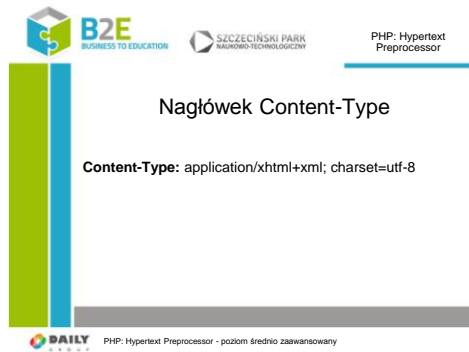 B2E
BUSINESS TO EDUCATION
SZCZECIŃSKI PARK
NAUKOWO-TECHNOLOGICZNY
PHP: Hypertext
Preprocessor
Nagłówek Content-Type
Content-Type: application/xhtml+xml; charset=utf-8
DAILY
GROUP
PHP: Hypertext Preprocessor - poziom średnio zaawansowany